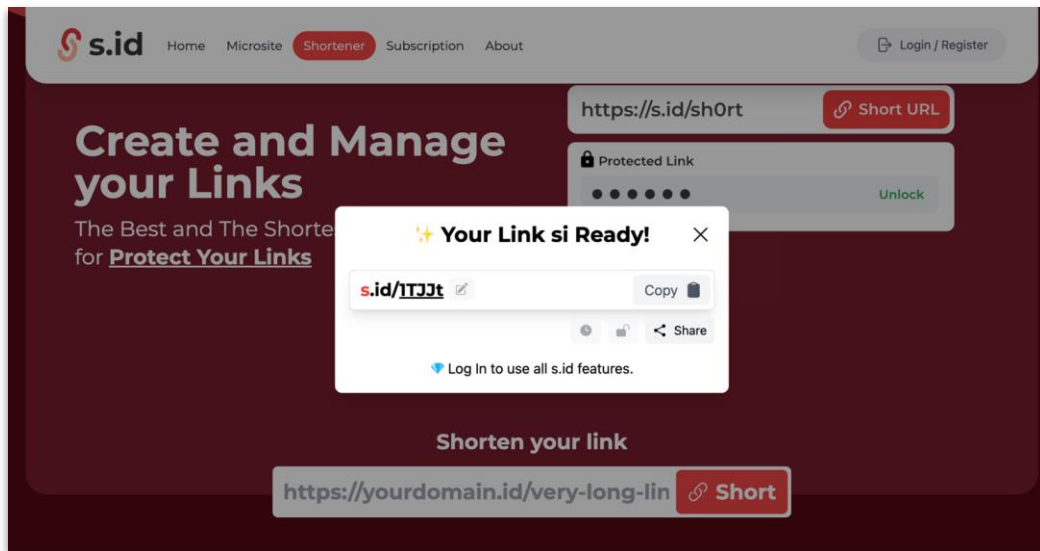 s.id Home Microsite Shortener Subscription About Login / Register
https://s.id/sh0rt Short URL
Create and Manage
your Links
Protected Link
Unlock
The Best and The Shorte
for Protect Your Links
✨ Your Link si Ready!
s.id/1TJJt Copy
Share
Log In to use all s.id features.
Shorten your link
https://yourdomain.id/very-long-lin Short